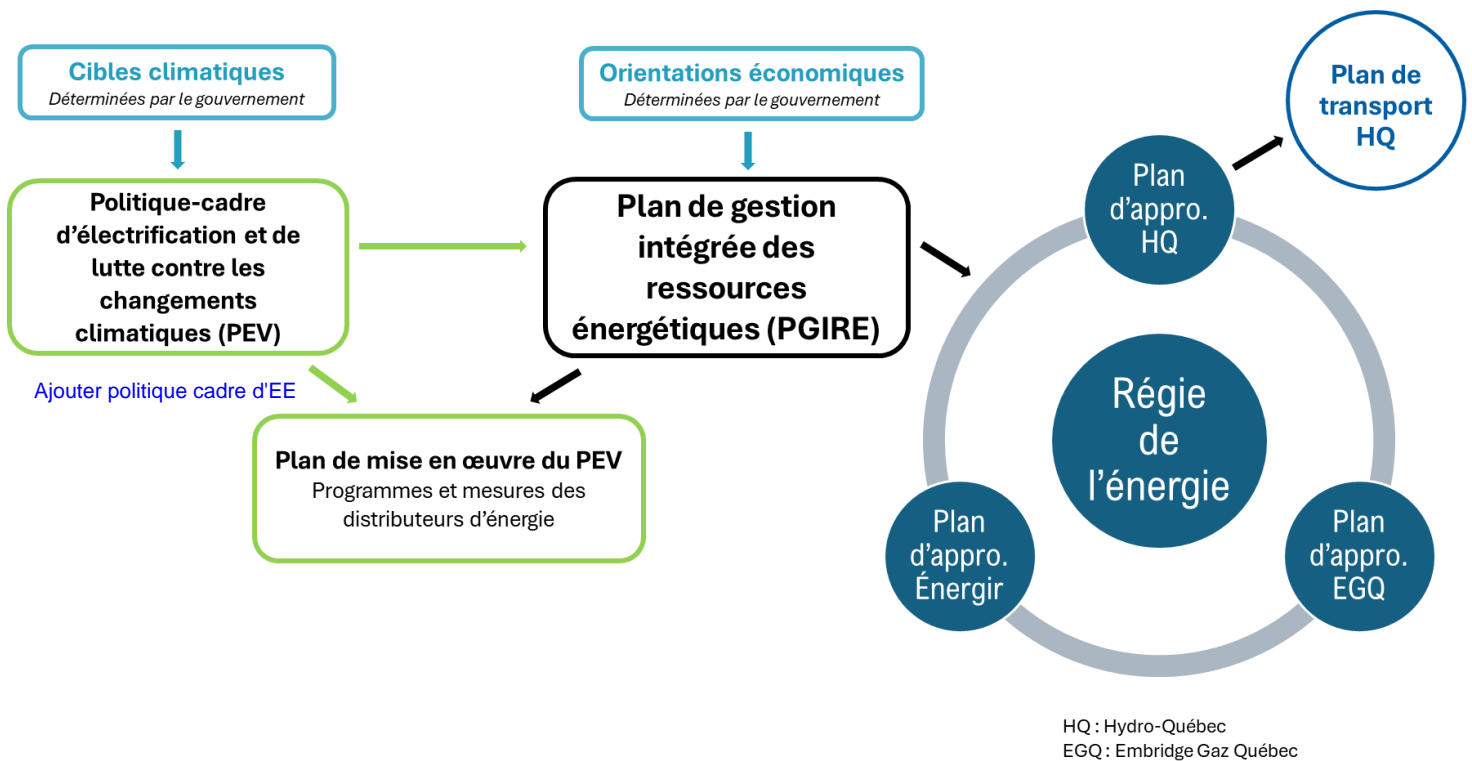 Cibles climatiques
Déterminées par le gouvernement
Orientations économiques
Déterminées par le gouvernement
Plan de
transport
HQ
Politique-cadre
d’électrification et de
lutte contre les
changements
climatiques (PEV)
Plan de gestion
intégrée des
ressources
énergétiques (PGIRE)
Plan
d’appro.
HQ
Ajouter politique cadre d'EE
Plan de mise en œuvre du PEV
Programmes et mesures des
distributeurs d’énergie
Régie
de
l’énergie
Plan
d’appro.
Énergir
Plan
d’appro.
EGQ
HQ : Hydro-Québec
EGQ : Embridge Gaz Québec